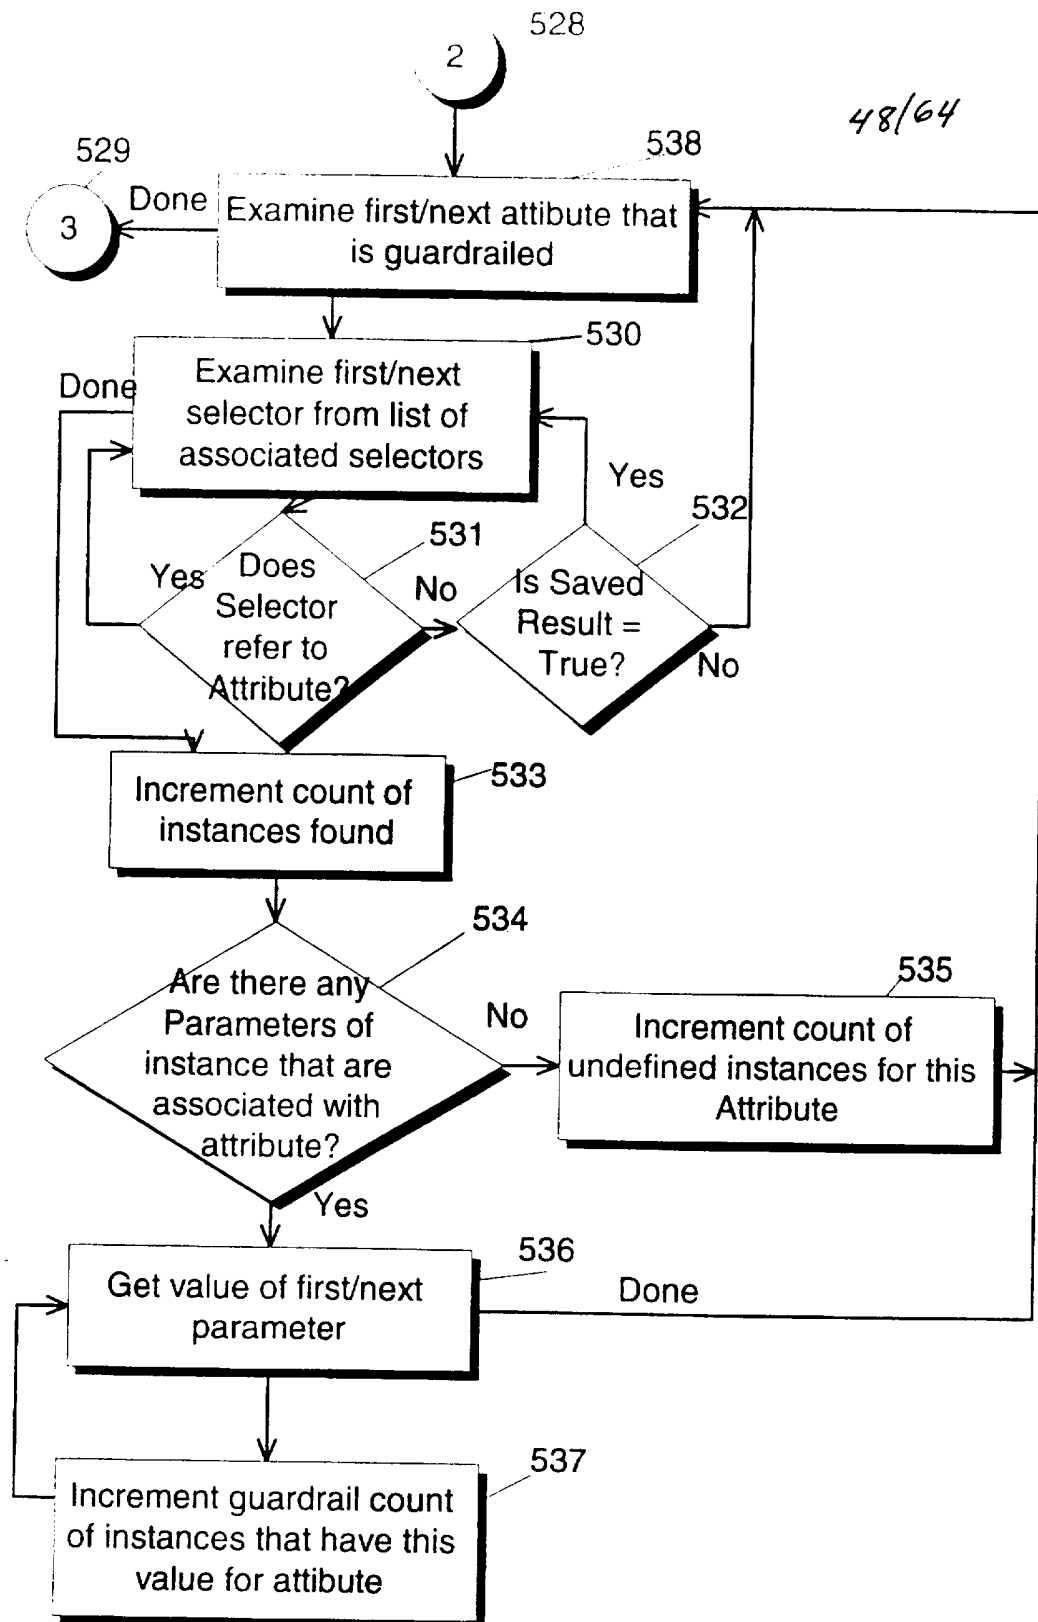 528
2
48/64
529
538
Done
3
Examine first/next attibute that
is guardrailed
530
Done
Examine first/next
selector from list of
associated selectors
Yes
532
531
Yes
Does
Selector
refer to
Attribute?
No
Is Saved
Result =
True?
No
533
Increment count of
instances found
534
Are there any
Parameters of
instance that are
associated with
attribute?
No
535
Increment count of
undefined instances for this
Attribute
Yes
536
Get value of first/next
parameter
Done
537
Increment guardrail count
of instances that have this
value for attibute